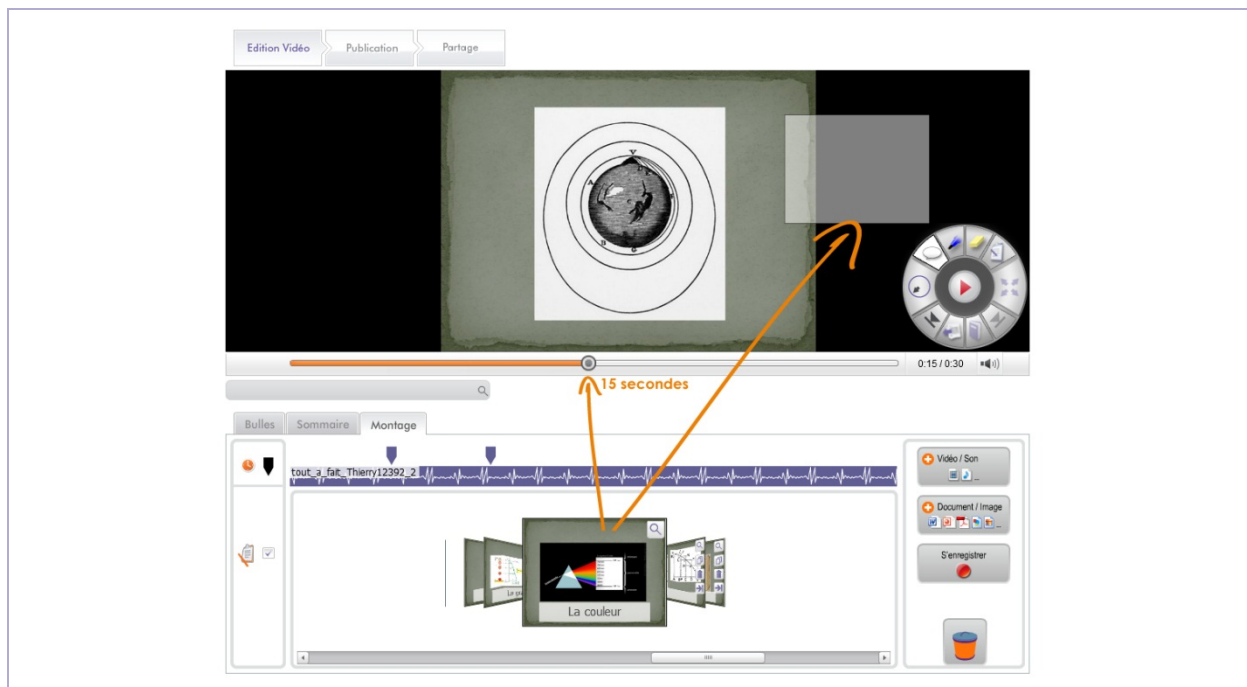 Edition Vidéo
Publication
Partage
V
A
B
G
0:15 / 0:30
15 secondes
Bulles
Sommaire
Montage
tout_a_fait_Thierry12392_2
Vidéo / Son
Document / Image
S'enregistrer
La couleur